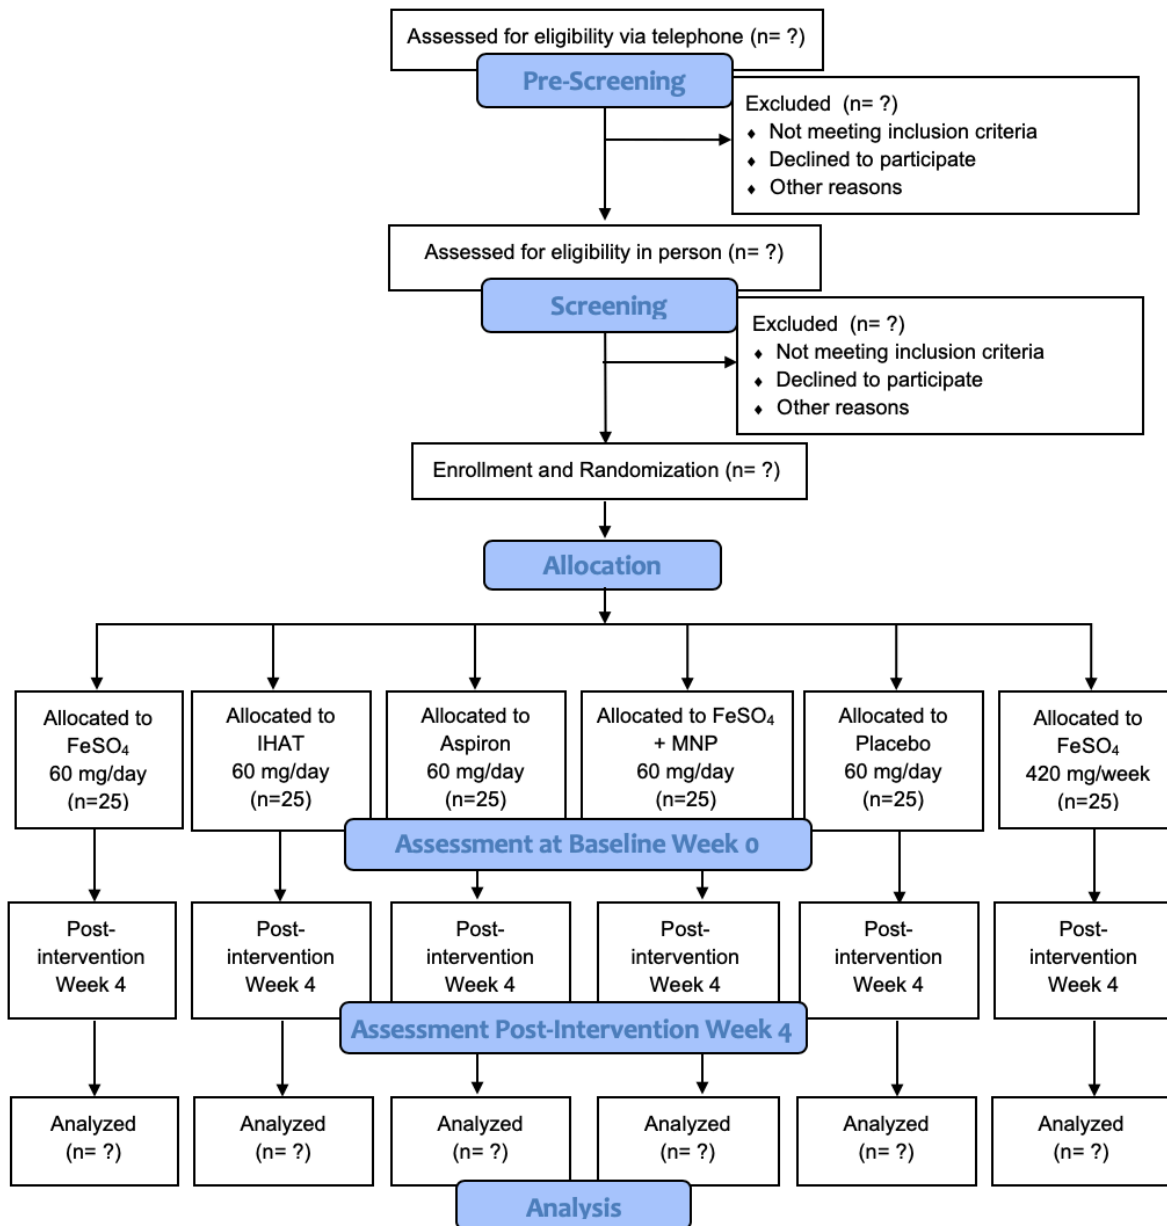 Assessed for eligibility via telephone (n= ?)
Pre-Screening
Excluded  (n= ?)
♦ Not meeting inclusion criteria
♦ Declined to participate
♦ Other reasons
Assessed for eligibility in person (n= ?)
Screening
Excluded  (n= ?)
♦ Not meeting inclusion criteria
♦ Declined to participate
♦ Other reasons
Enrollment and Randomization (n= ?)
Allocation
Allocated to
FeSO₄
60 mg/day
(n=25)
Allocated to
IHAT
60 mg/day
(n=25)
Allocated to
Aspiron
60 mg/day
(n=25)
Allocated to FeSO₄
+ MNP
60 mg/day
(n=25)
Allocated to
Placebo
60 mg/day
(n=25)
Allocated to
FeSO₄
420 mg/week
(n=25)
Assessment at Baseline Week 0
Post-
intervention
Week 4
Post-
intervention
Week 4
Post-
intervention
Week 4
Post-
intervention
Week 4
Post-
intervention
Week 4
Post-
intervention
Week 4
Assessment Post-Intervention Week 4
Analyzed
(n= ?)
Analyzed
(n= ?)
Analyzed
(n= ?)
Analyzed
(n= ?)
Analyzed
(n= ?)
Analyzed
(n= ?)
Analysis